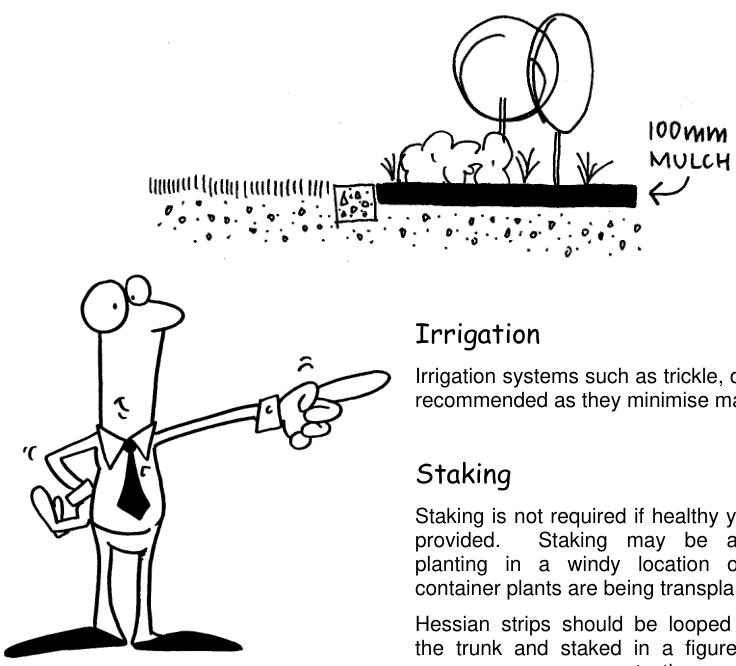 100mm
MULCH
Irrigation
Irrigation systems such as trickle,
recommended as they minimise
Staking
Staking is not required if healthy
provided. Staking may be
planting in a windy location
container plants are being
Hessian strips should be looped
the trunk and staked in a figure